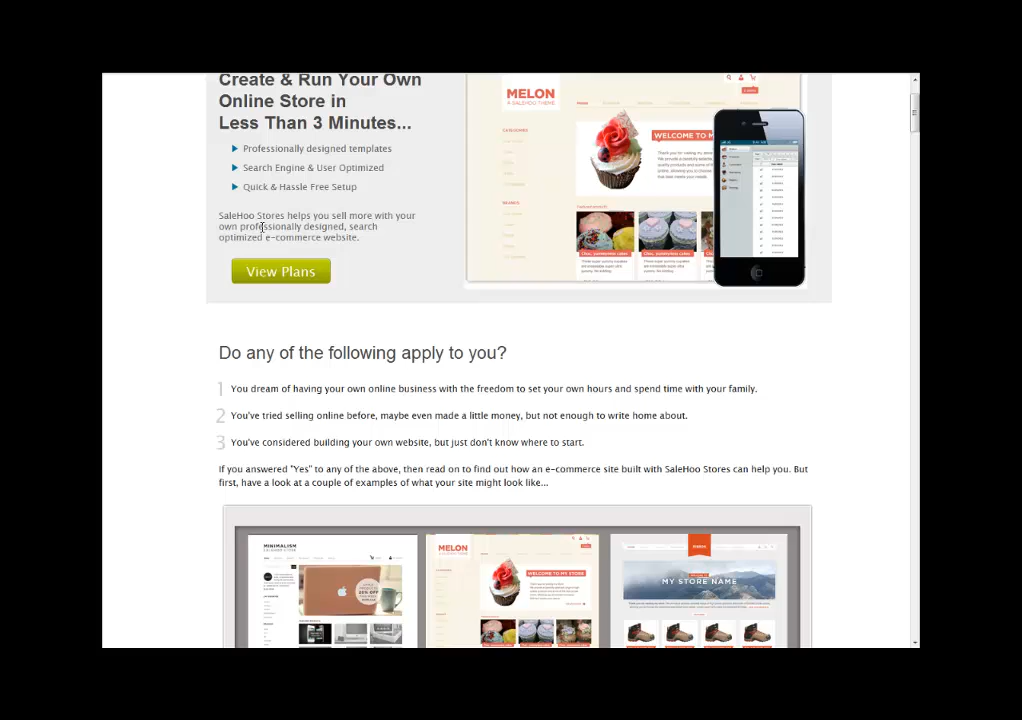 Create & Run Your Own
Online Store in
Less Than 3 Minutes...
Professionally designed templates
Search Engine & User Optimized
Quick & Hassle Free Setup
SaleHoo Stores helps you sell more with your
own professionally designed, search
optimized e-commerce website.
View Plans
MELON
A SALEHOO THEME
WELCOME TO M
Do any of the following apply to you?
1 You dream of having your own online business with the freedom to set your own hours and spend time with your family.
2 You've tried selling online before, maybe even made a little money, but not enough to write home about.
3 You've considered building your own website, but just don't know where to start.
If you answered "Yes" to any of the above, then read on to find out how an e-commerce site built with SaleHoo Stores can help you. But
first, have a look at a couple of examples of what your site might look like...
MINIMALISM
MELON
WELCOME TO MY STORE
MY STORE NAME